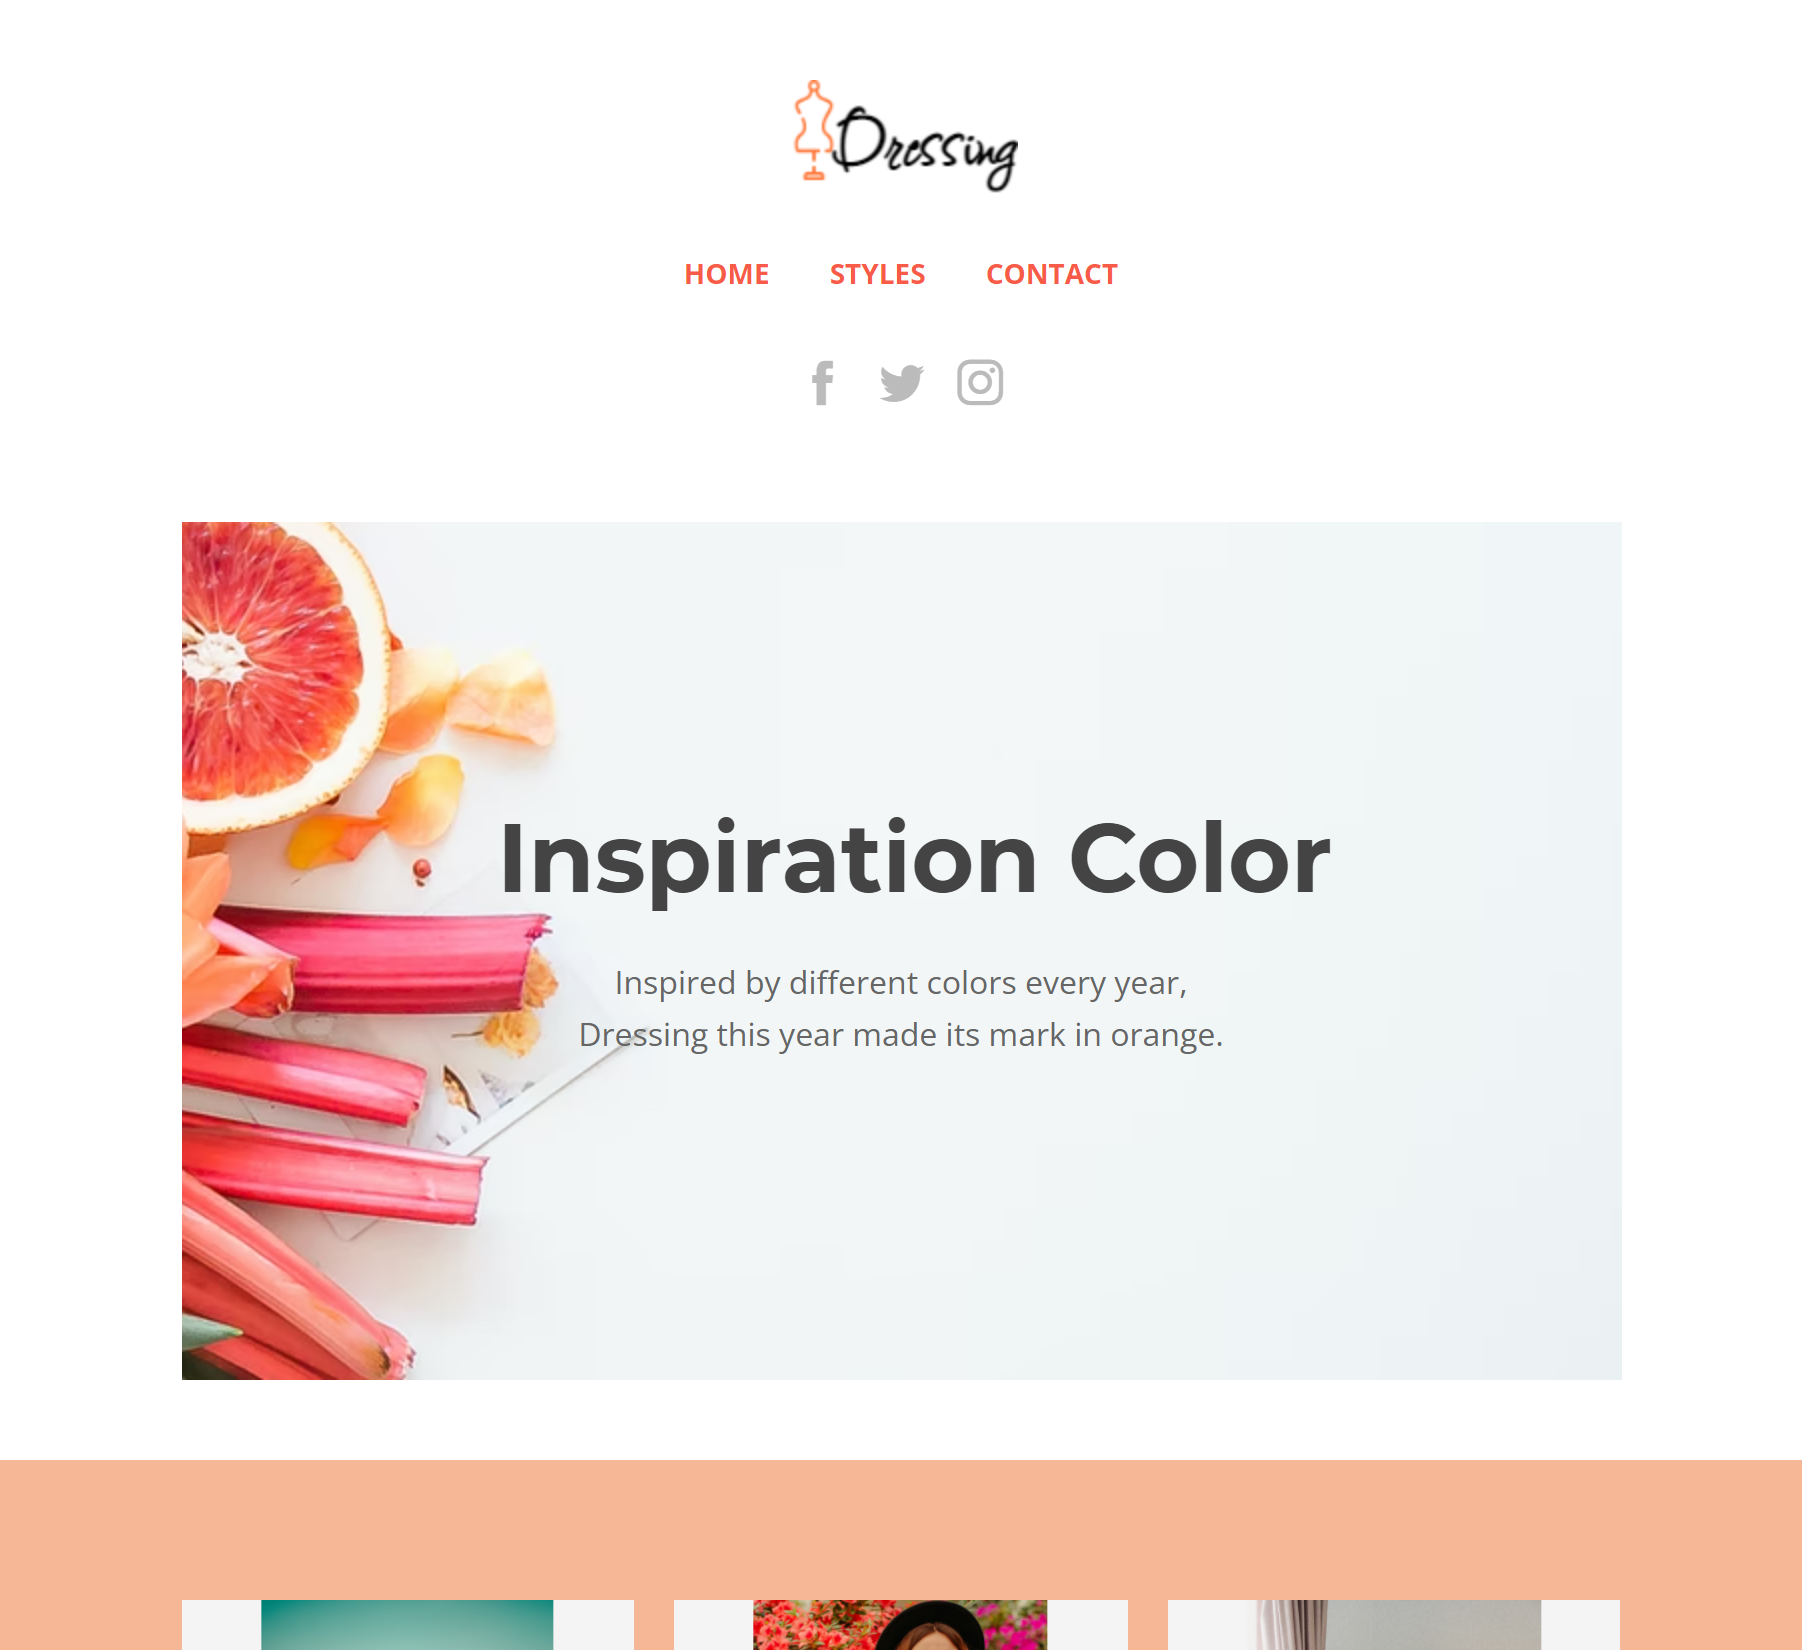 Dressing
HOME STYLES CONTACT
Inspiration Color
Inspired by different colors every year,
Dressing this year made its mark in orange.